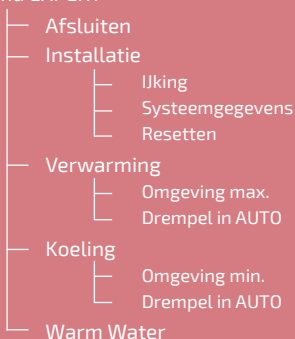 Afsluiten
Installatie
IJking
Systeemgegevens
Resetten
Verwarming
Omgeving max.
Drempel in AUTO
Koeling
Omgeving min.
Drempel in AUTO
Warm Water